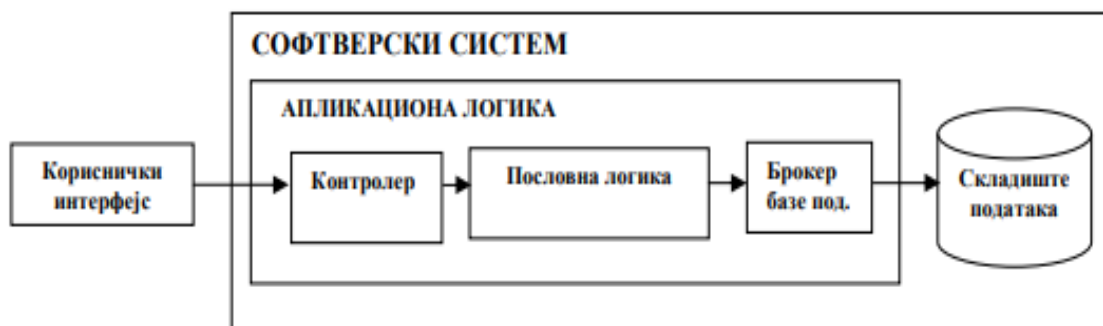 СОФТВЕРСКИ СИСТЕМ
АПЛИКАЦИОНА ЛОГИКА
Кориснички
интерфејс
Контролер
Пословна логика
Брокер
базе под.
Складиште
података